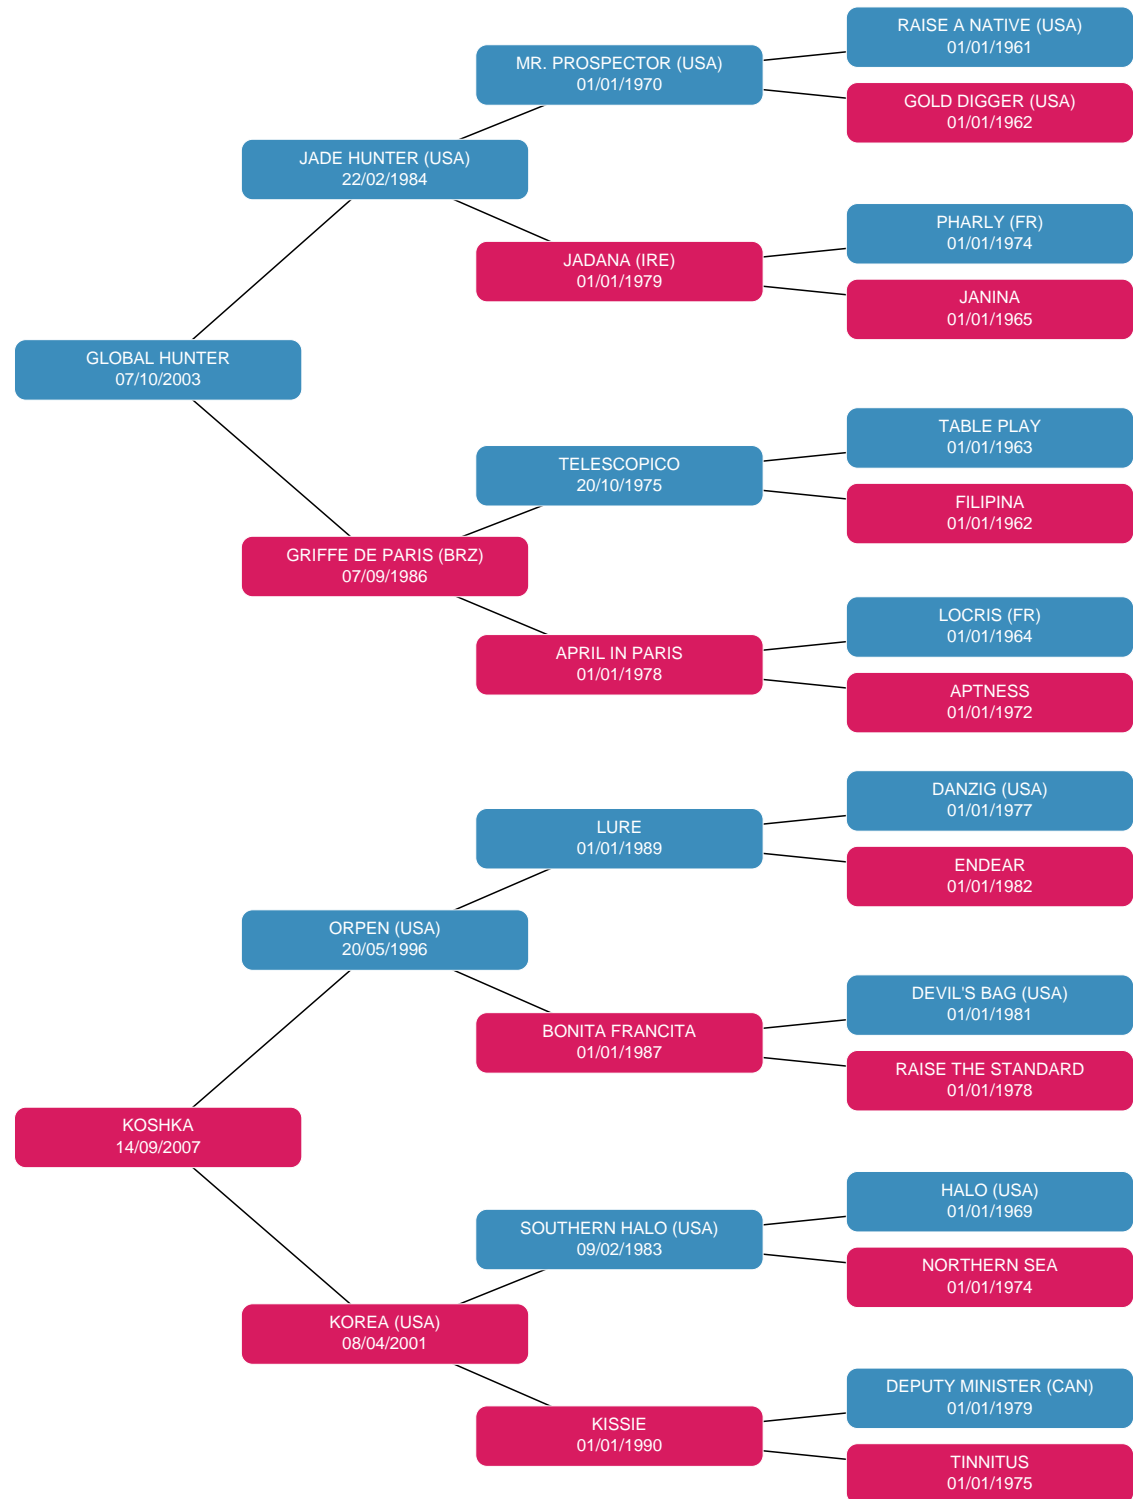 RAISE A NATIVE (USA)
01/01/1961
MR. PROSPECTOR (USA)
01/01/1970
GOLD DIGGER (USA)
01/01/1962
JADE HUNTER (USA)
22/02/1984
PHARLY (FR)
01/01/1974
JADANA (IRE)
01/01/1979
JANINA
01/01/1965
GLOBAL HUNTER
07/10/2003
TABLE PLAY
01/01/1963
TELESCOPICO
20/10/1975
FILIPINA
01/01/1962
GRIFFE DE PARIS (BRZ)
07/09/1986
LOCRIS (FR)
01/01/1964
APRIL IN PARIS
01/01/1978
APTNESS
01/01/1972
DANZIG (USA)
01/01/1977
LURE
01/01/1989
ENDEAR
01/01/1982
ORPEN (USA)
20/05/1996
DEVIL'S BAG (USA)
01/01/1981
BONITA FRANCITA
01/01/1987
RAISE THE STANDARD
01/01/1978
KOSHKA
14/09/2007
HALO (USA)
01/01/1969
SOUTHERN HALO (USA)
09/02/1983
NORTHERN SEA
01/01/1974
KOREA (USA)
08/04/2001
DEPUTY MINISTER (CAN)
01/01/1979
KISSIE
01/01/1990
TINNITUS
01/01/1975